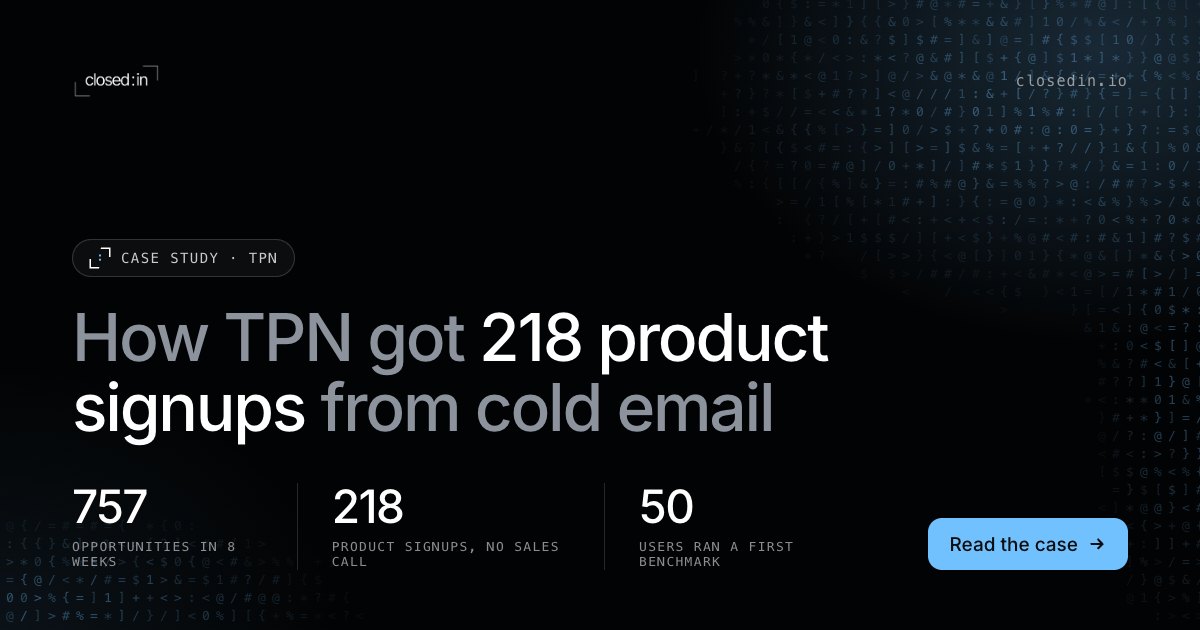 closed:in
closedin.io
CASE STUDY · TPN
How TPN got 218 product
signups from cold email
757
OPPORTUNITIES IN 8
WEEKS
218
PRODUCT SIGNUPS, NO SALES
CALL
50
USERS RAN A FIRST
BENCHMARK
Read the case →